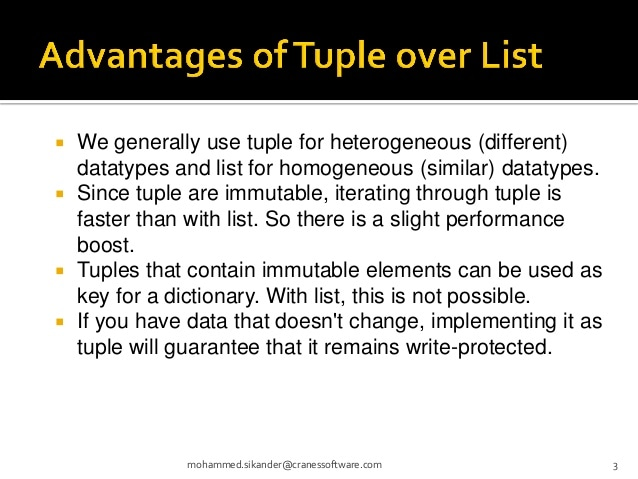 Advantages of Tuple over List
We generally use tuple for heterogeneous (different)
datatypes and list for homogeneous (similar) datatypes.
Since tuple are immutable, iterating through tuple is
faster than with list. So there is a slight performance
boost.
Tuples that contain immutable elements can be used as
key for a dictionary. With list, this is not possible.
If you have data that doesn't change, implementing it as
tuple will guarantee that it remains write-protected.
mohammed.sikander@cranessoftware.com 3